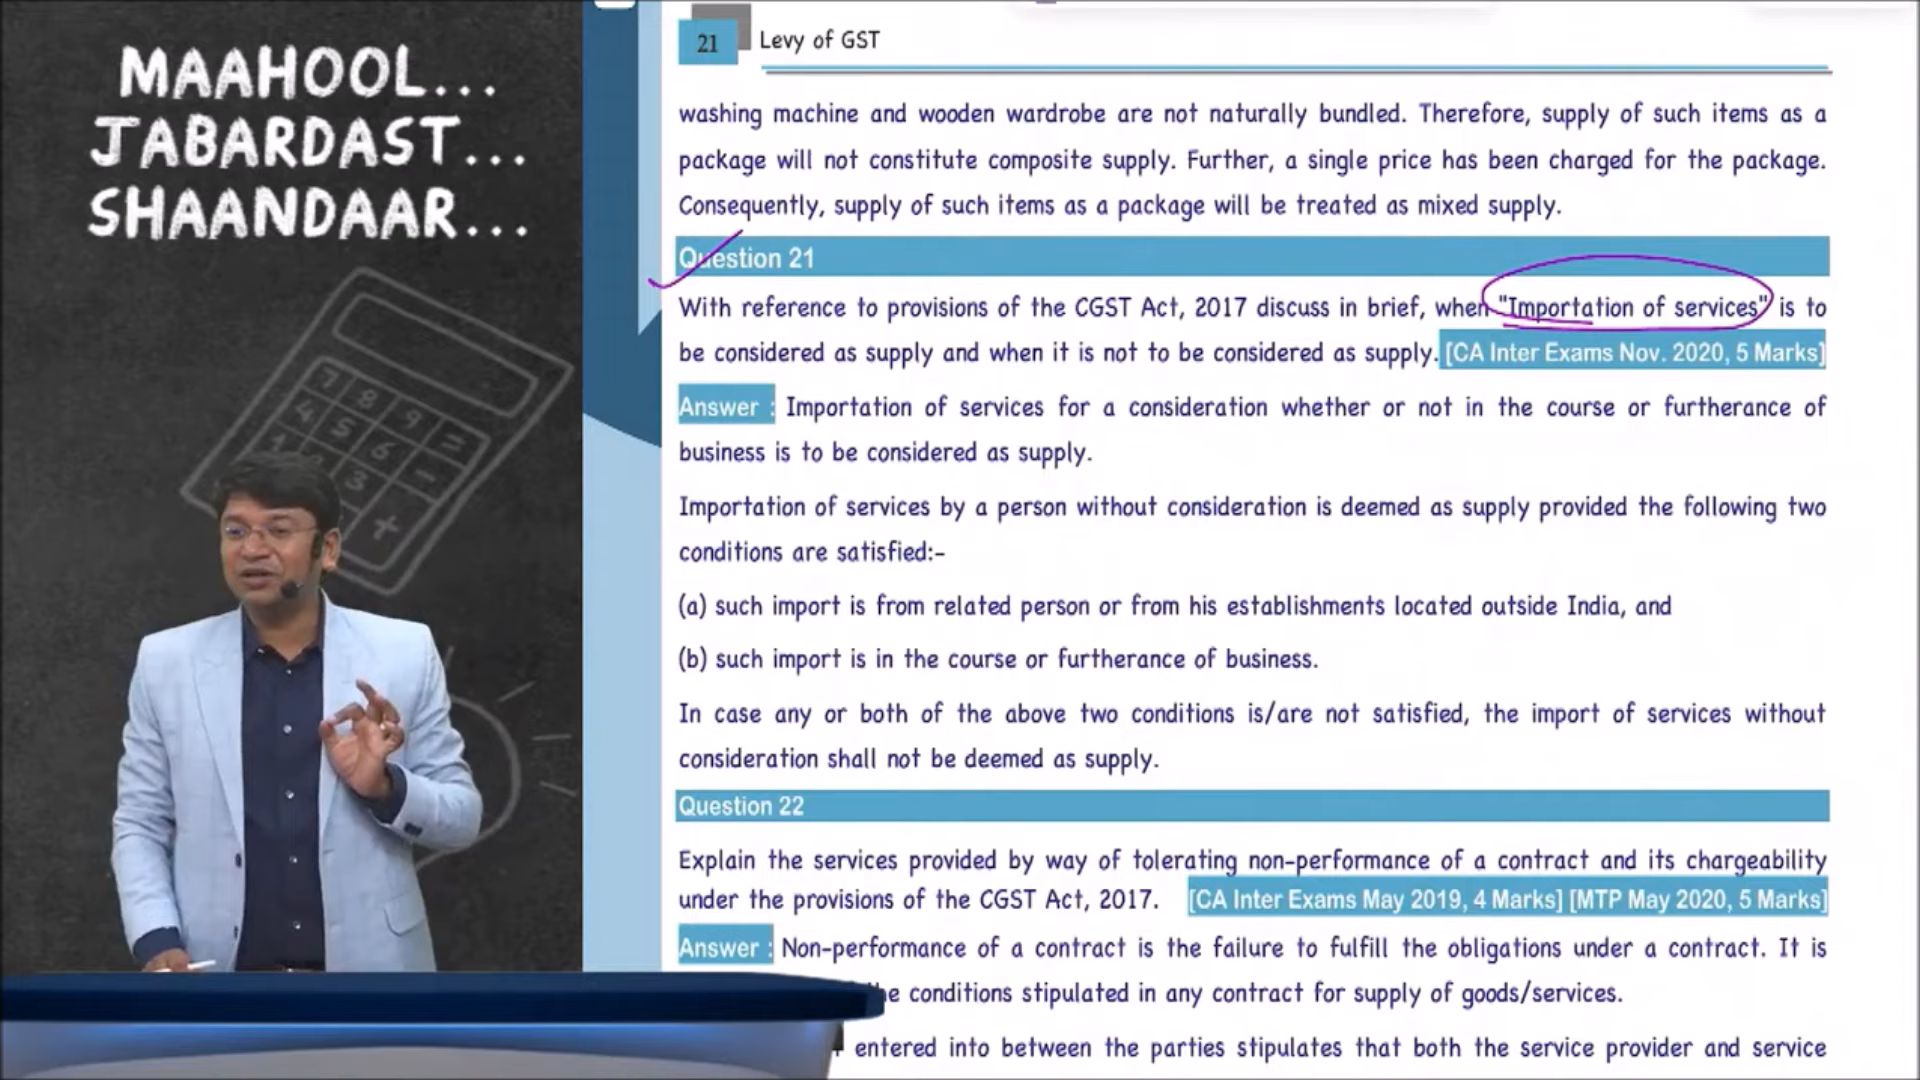 MAAHOOL...
JABARDAST...
SHAANDAAR...
21
Levy of GST
washing machine and wooden wardrobe are not naturally bundled. Therefore, supply of such items as a
package will not constitute composite supply. Further, a single price has been charged for the package.
Consequently, supply of such items as a package will be treated as mixed supply.
Question 21
With reference to provisions of the CGST Act, 2017 discuss in brief, when "Importation of services" is to
be considered as supply and when it is not to be considered as supply. [CA Inter Exams Nov. 2020, 5 Marks]
Answer : Importation of services for a consideration whether or not in the course or furtherance of
business is to be considered as supply.
Importation of services by a person without consideration is deemed as supply provided the following two
conditions are satisfied:-
(a) such import is from related person or from his establishments located outside India, and
(b) such import is in the course or furtherance of business.
In case any or both of the above two conditions is/are not satisfied, the import of services without
consideration shall not be deemed as supply.
Question 22
Explain the services provided by way of tolerating non-performance of a contract and its chargeability
under the provisions of the CGST Act, 2017. [CA Inter Exams May 2019, 4 Marks] [MTP May 2020, 5 Marks]
Answer : Non-performance of a contract is the failure to fulfill the obligations under a contract. It is
the conditions stipulated in any contract for supply of goods/services.
entered into between the parties stipulates that both the service provider and service
7 8 9 =
4 5 6 -
3
+